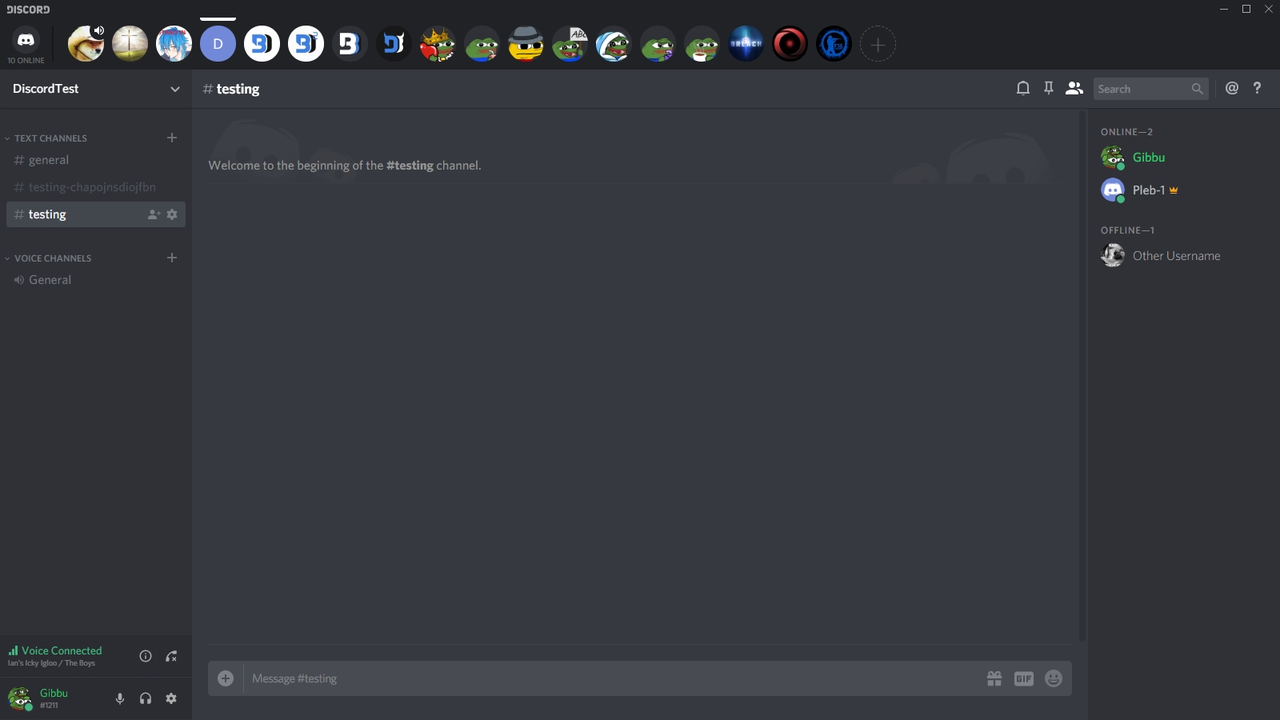 DISCORD
10 ONLINE
D
ABC
BREACH
DiscordTest
# testing
Search
@
?
TEXT CHANNELS
# general
# testing-chapojnsdiojfbn
# testing
VOICE CHANNELS
General
Welcome to the beginning of the #testing channel.
ONLINE—2
Gibbu
Pleb-1
OFFLINE—1
Other Username
Voice Connected
Ian's Icky Igloo / The Boys
Gibbu
#1211
Message #testing
GIF